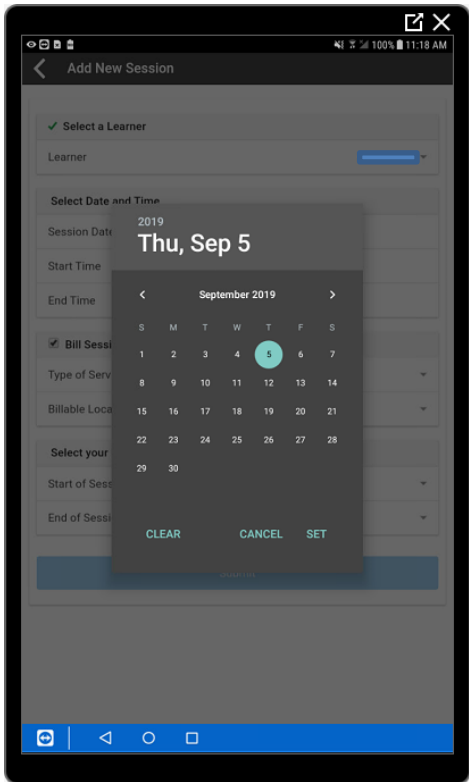 100% 11:18 AM
Add New Session
Select a Learner
Learner
Select Date and Time
Session Date
Start Time
End Time
2019
Thu, Sep 5
September 2019
S M T W T F S
1 2 3 4 5 6 7
8 9 10 11 12 13 14
15 16 17 18 19 20 21
22 23 24 25 26 27 28
29 30
CLEAR CANCEL SET
Bill Sessi
Type of Serv
Billable Loca
Select your
Start of Sess
End of Sessi
Submit